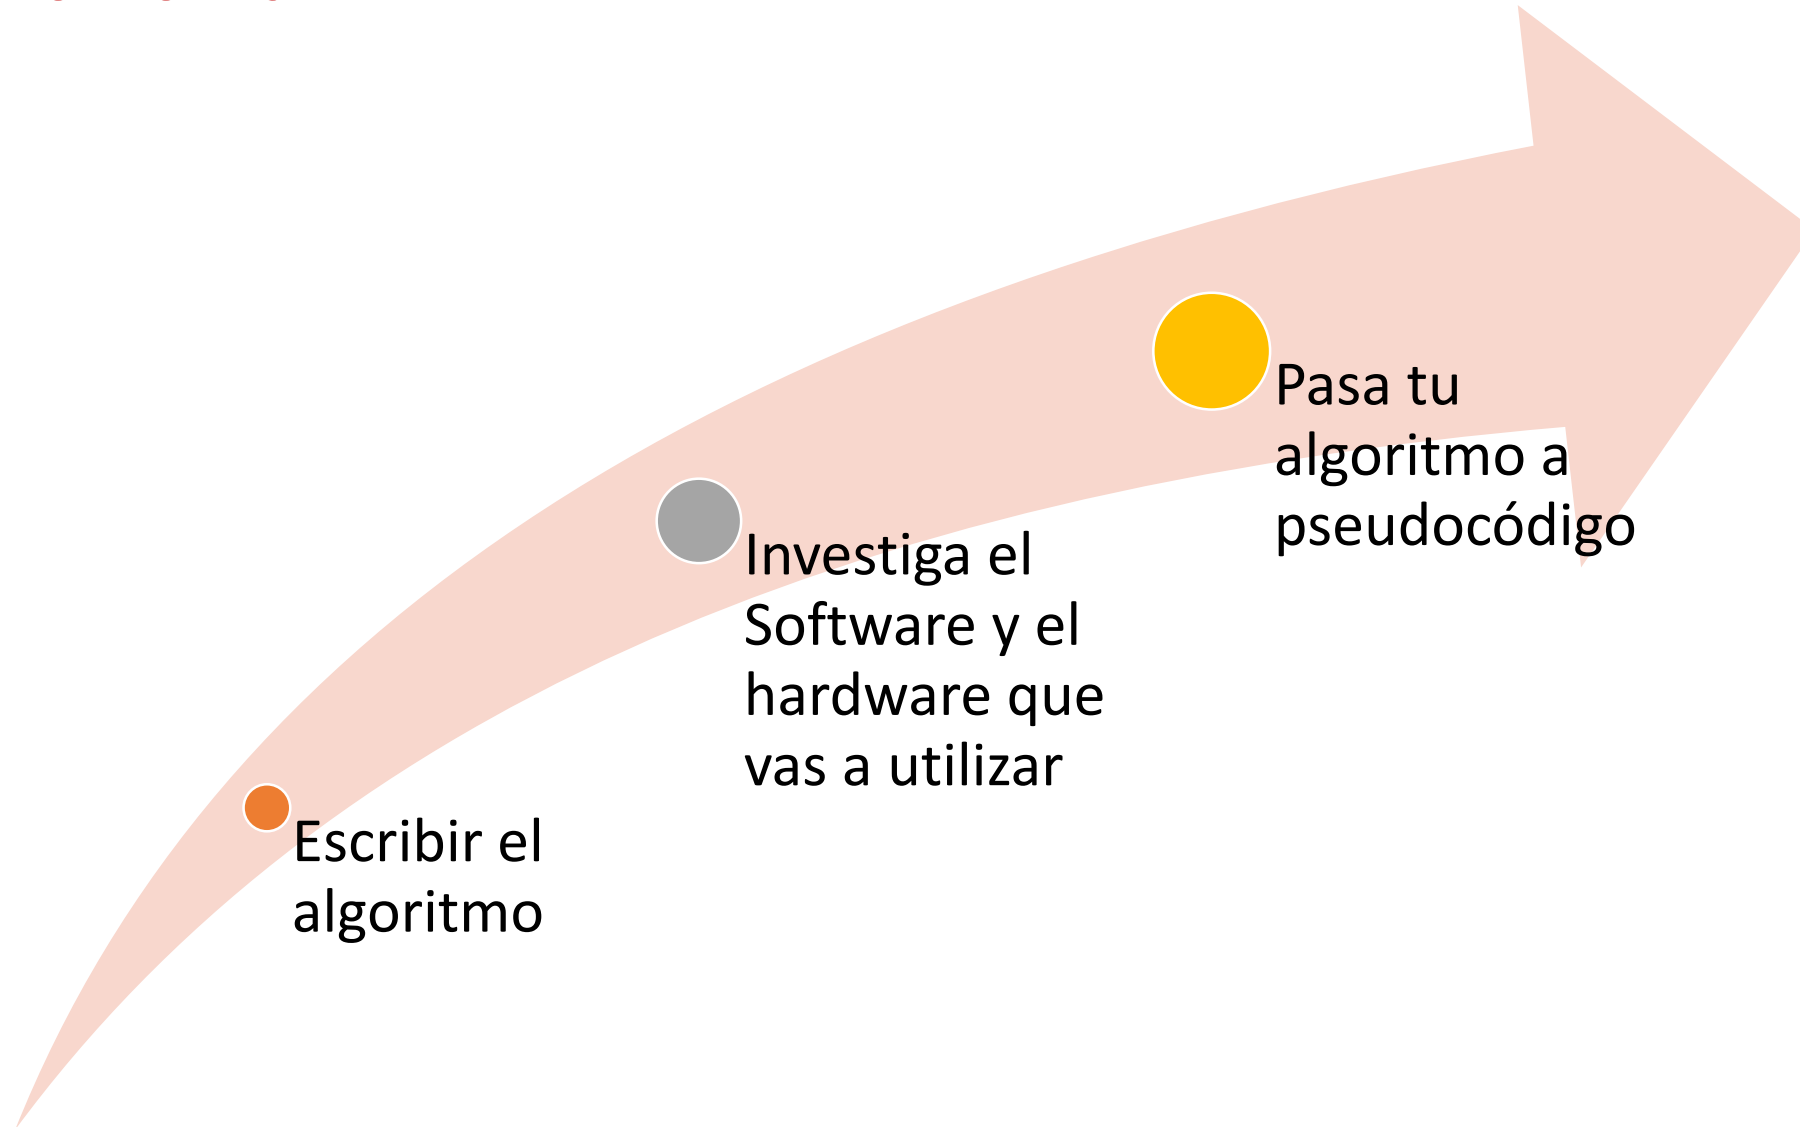 Escribir el
algoritmo
Investiga el
Software y el
hardware que
vas a utilizar
Pasa tu
algoritmo a
pseudocódigo